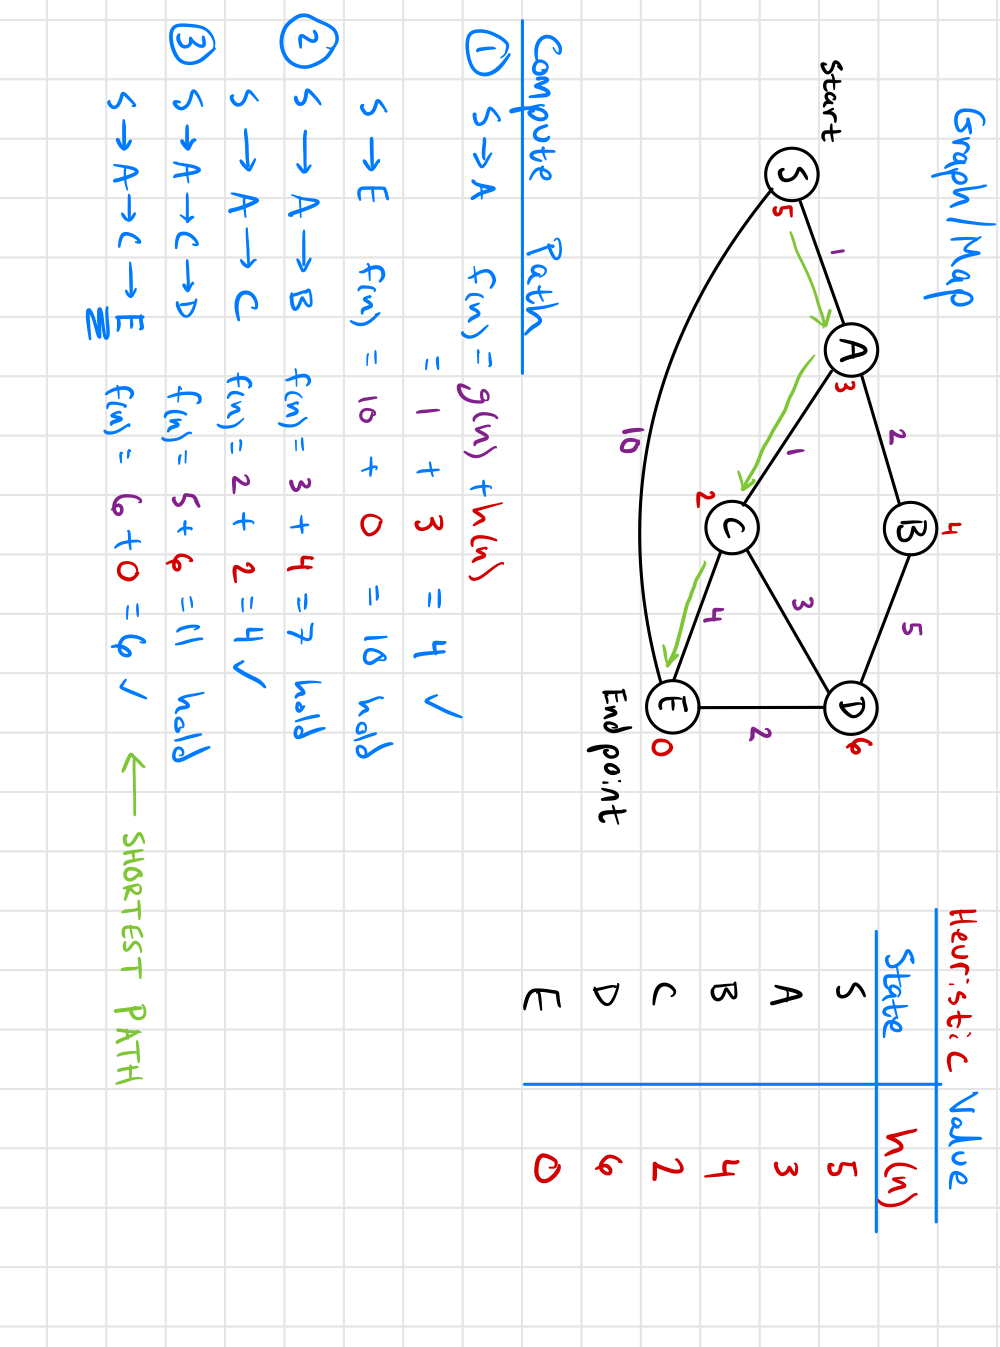 Graph/Map
Heuristic Value
State h(n)
S 5
A 3
B 4
C 2
D 6
E 0
4
B
2
5
A
3
D
6
start
1
S
5
1
3
2
C
2
4
E
0
10
End point
Compute Path
1 S → A f(n) = g(n) + h(n)
= 1 + 3 = 4 ✓
S → E f(n) = 10 + 0 = 10 hold
2 S → A → B f(n) = 3 + 4 = 7 hold
S → A → C f(n) = 2 + 2 = 4 ✓
3 S → A → C → D f(n) = 5 + 6 = 11 hold
S → A → C → E f(n) = 6 + 0 = 6 ✓ ← SHORTEST PATH